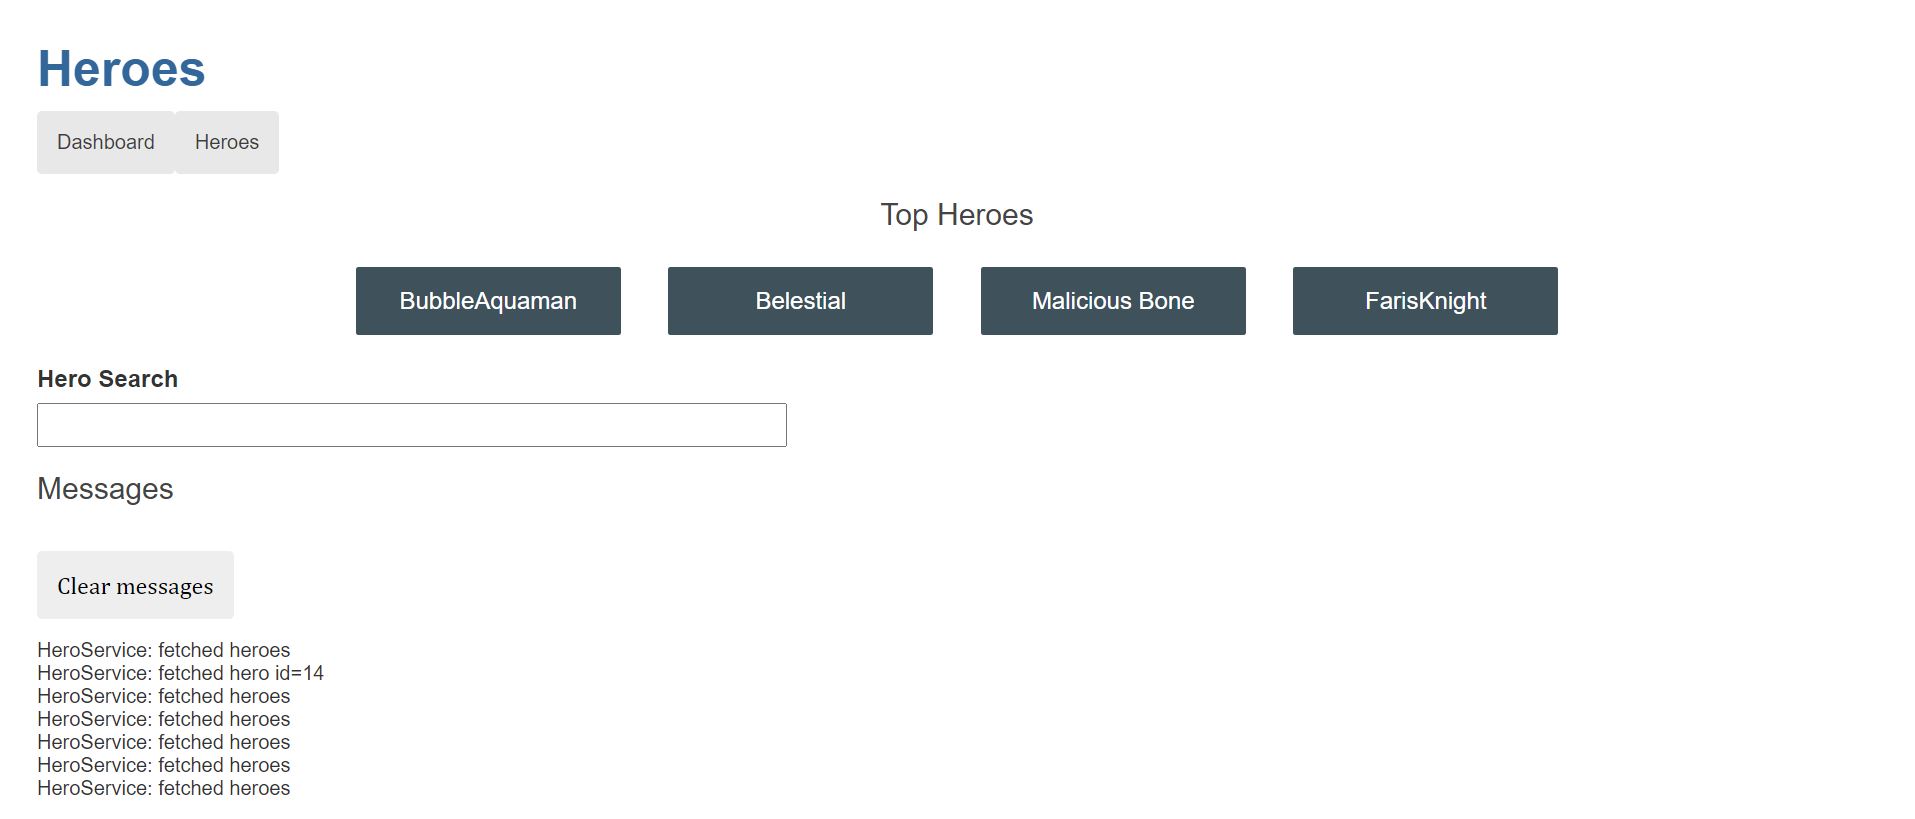 Heroes
Dashboard Heroes
Top Heroes
BubbleAquaman Belestial Malicious Bone FarisKnight
Hero Search
Messages
Clear messages
HeroService: fetched heroes
HeroService: fetched hero id=14
HeroService: fetched heroes
HeroService: fetched heroes
HeroService: fetched heroes
HeroService: fetched heroes
HeroService: fetched heroes